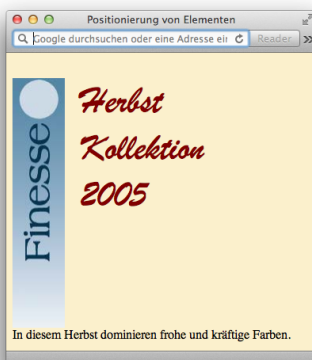 Positionierung von Elementen
Google durchsuchen oder eine Adresse ein
Reader
Finesse
Herbst
Kollektion
2005
In diesem Herbst dominieren frohe und kräftige Farben.